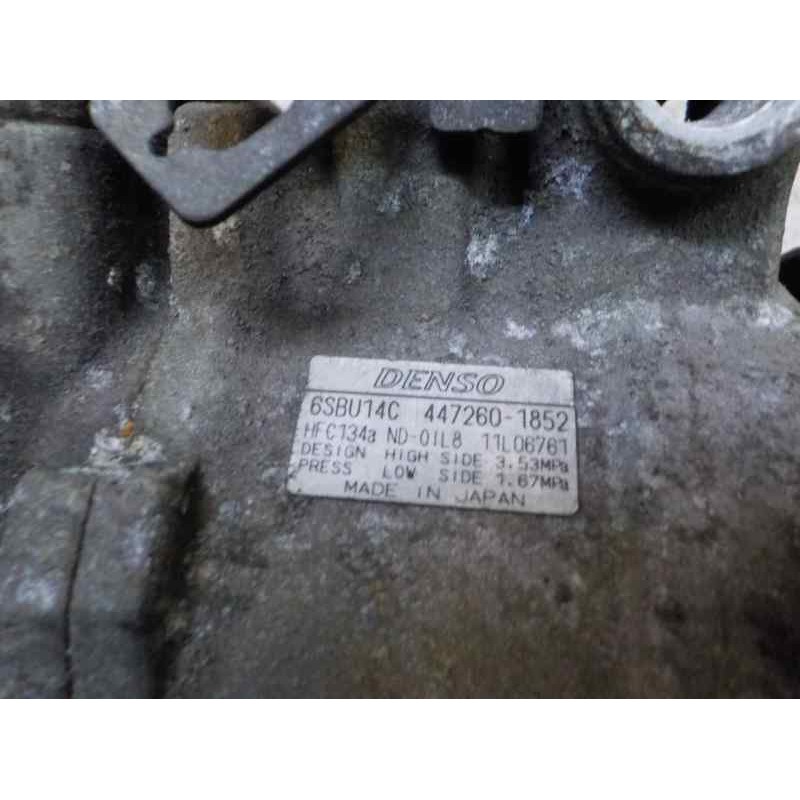 DENSO
6SBU14C 447260-1852
HFC134a ND-OIL8 11L06761
DESIGN HIGH SIDE 3.53MPa
PRESS LOW SIDE 1.67MPa
MADE IN JAPAN